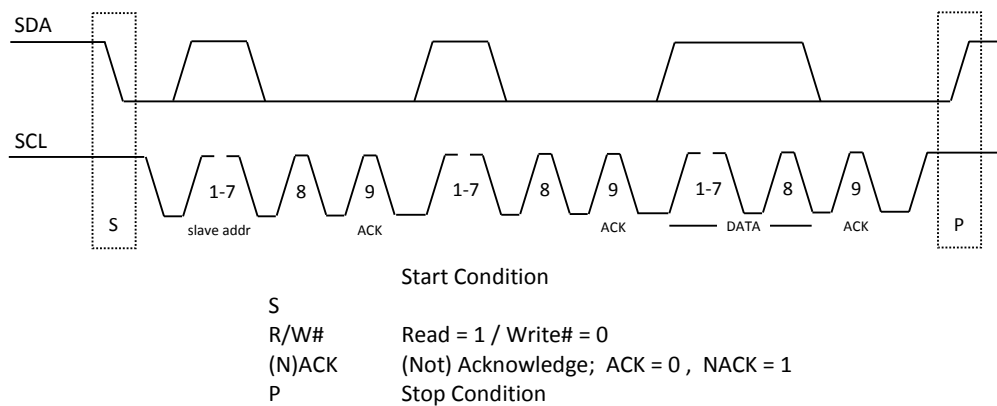 SDA
SCL
1-7 8 9 1-7 8 9 1-7 8 9
S slave addr ACK ACK DATA ACK P
Start Condition
S
R/W# Read = 1 / Write# = 0
(N)ACK (Not) Acknowledge; ACK = 0 , NACK = 1
P Stop Condition